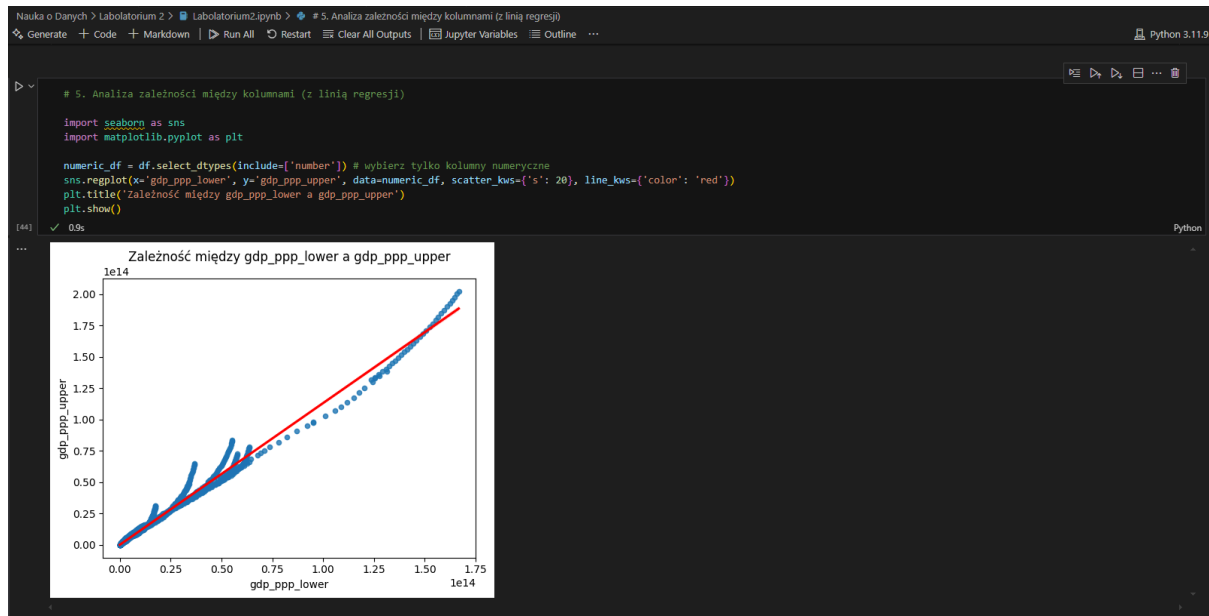 Nauka o Danych > Labolatorium 2 > Labolatorium2.ipynb > # 5. Analiza zależności między kolumnami (z linią regresji)
Generate + Code + Markdown | Run All Restart Clear All Outputs | Jupyter Variables Outline ... Python 3.11.9
# 5. Analiza zależności między kolumnami (z linią regresji)
import seaborn as sns
import matplotlib.pyplot as plt
numeric_df = df.select_dtypes(include=['number']) # wybierz tylko kolumny numeryczne
sns.regplot(x='gdp_ppp_lower', y='gdp_ppp_upper', data=numeric_df, scatter_kws={'s': 20}, line_kws={'color': 'red'})
plt.title('Zależność między gdp_ppp_lower a gdp_ppp_upper')
plt.show()
[44] ✓ 0.9s Python
...
Zależność między gdp_ppp_lower a gdp_ppp_upper
1e14
2.00
1.75
1.50
1.25
1.00
0.75
0.50
0.25
0.00
gdp_ppp_upper
0.00 0.25 0.50 0.75 1.00 1.25 1.50 1.75
1e14
gdp_ppp_lower